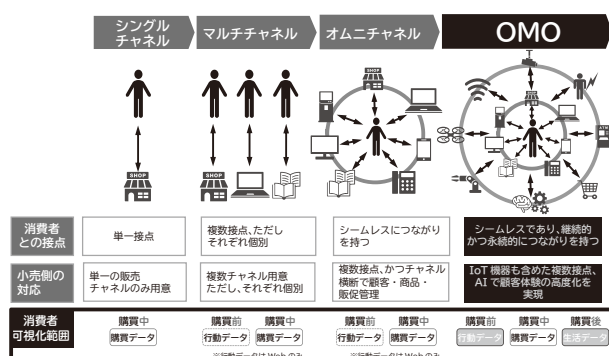 シングル
チャネル
マルチチャネル
オムニチャネル
OMO
SHOP
SHOP
SHOP
SHOP
消費者
との接点
単一接点
複数接点、ただし
それぞれ個別
シームレスにつながり
を持つ
シームレスであり、継続的
かつ永続的につながりを持つ
小売側の
対応
単一の販売
チャネルのみ用意
複数チャネル用意
ただし、それぞれ個別
複数接点、かつチャネル
横断で顧客・商品・
販促管理
IoT 機器も含めた複数接点、
AI で顧客体験の高度化を
実現
消費者
可視化範囲
購買中
購買データ
購買前 購買中
行動データ 購買データ
※行動データはWeb のみ
購買前 購買中
行動データ 購買データ
※行動データはWeb のみ
購買前 購買中 購買後
行動データ 購買データ 生活データ